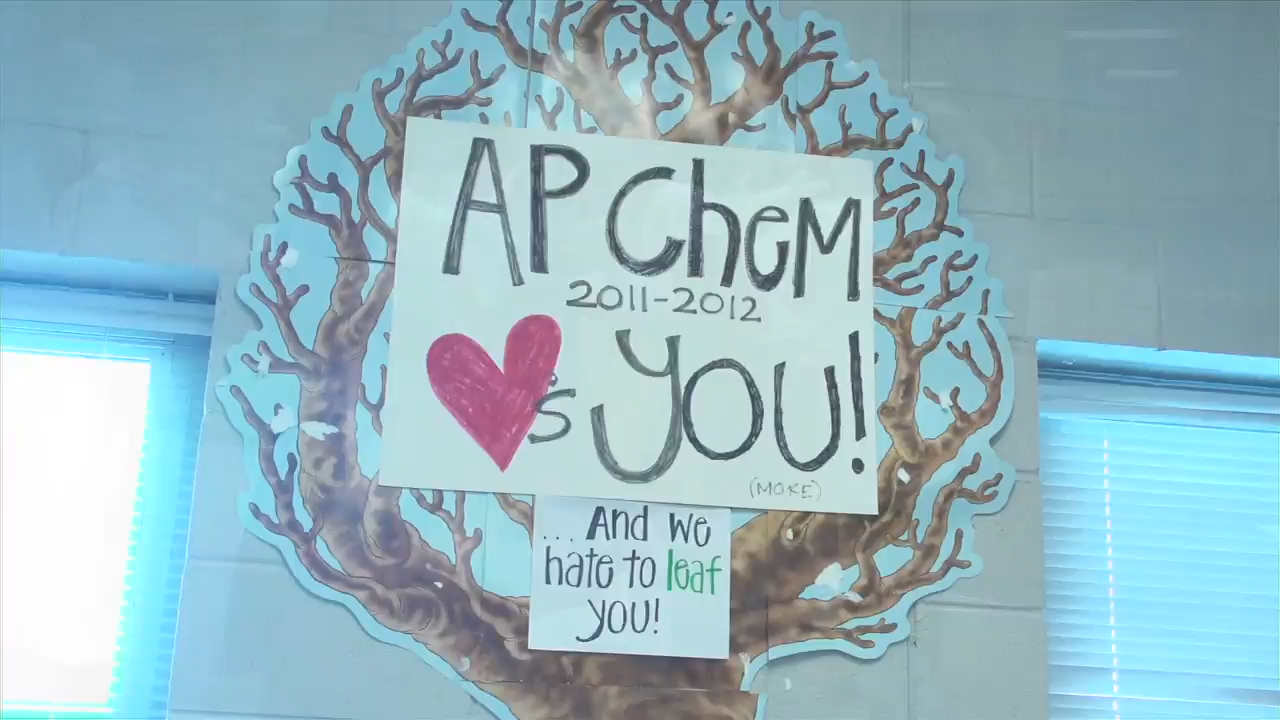 AP Chem
2011-2012
's YOU!
(MOKE)
... And we
hate to leaf
you!